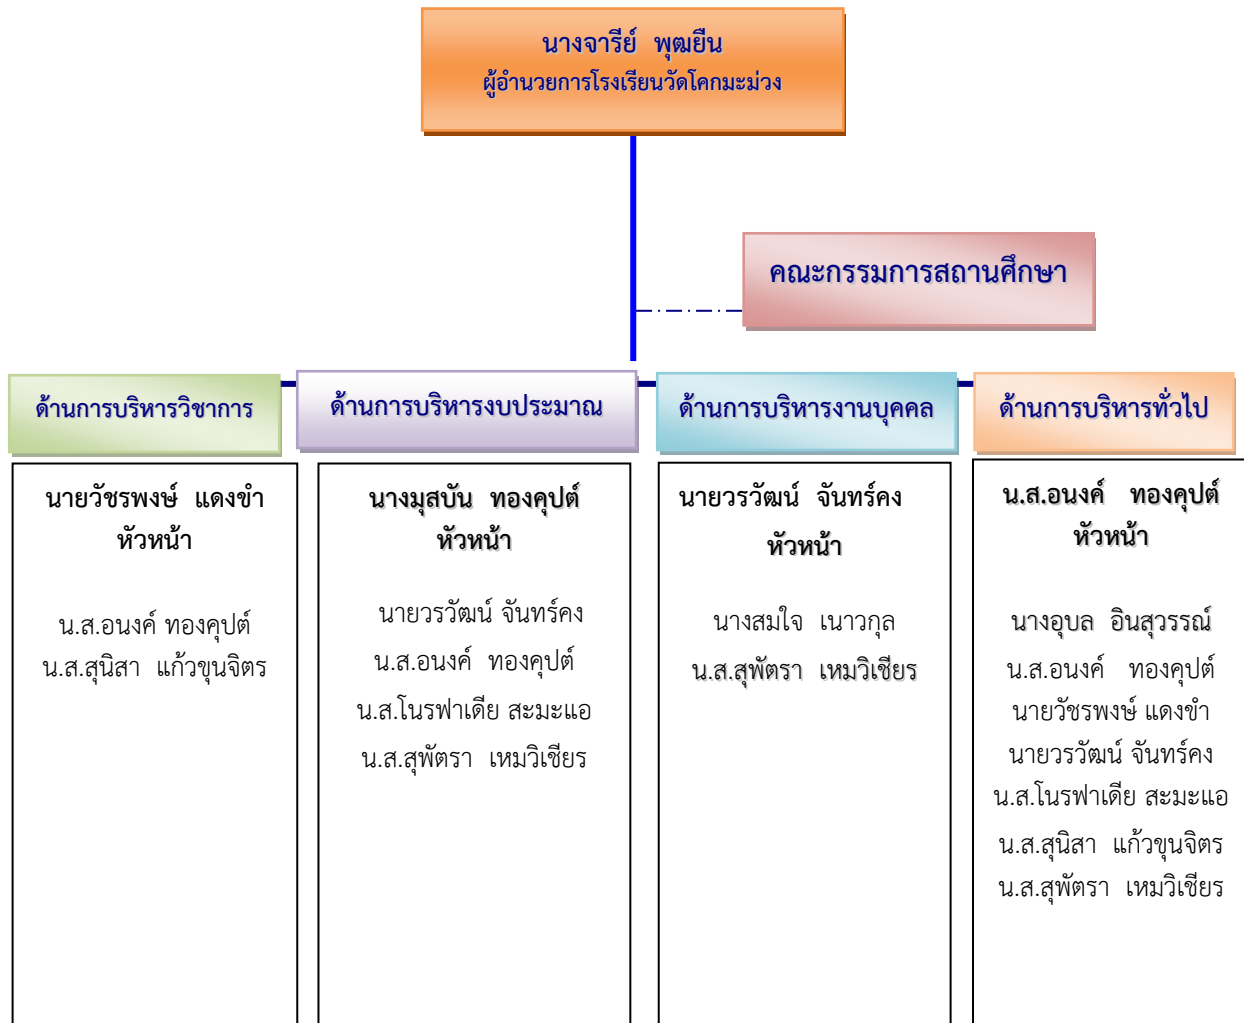 นางจารีย์ พุฒยืน
ผู้อำนวยการโรงเรียนวัดโคกมะม่วง
คณะกรรมการสถานศึกษา
ด้านการบริหารวิชาการ
นายวัชรพงษ์ แดงขำ
หัวหน้า
น.ส.อนงค์ ทองคุปต์
น.ส.สุนิสา แก้วขุนจิตร
ด้านการบริหารงบประมาณ
นางมุสบัน ทองคุปต์
หัวหน้า
นายวรวัฒน์ จันทร์คง
น.ส.อนงค์ ทองคุปต์
น.ส.โนรฟาเดีย สะมะแอ
น.ส.สุพัตรา เหมวิเชียร
ด้านการบริหารงานบุคคล
นายวรวัฒน์ จันทร์คง
หัวหน้า
นางสมใจ เนาวกุล
น.ส.สุพัตรา เหมวิเชียร
ด้านการบริหารทั่วไป
น.ส.อนงค์ ทองคุปต์
หัวหน้า
นางอุบล อินสุวรรณ์
น.ส.อนงค์ ทองคุปต์
นายวัชรพงษ์ แดงขำ
นายวรวัฒน์ จันทร์คง
น.ส.โนรฟาเดีย สะมะแอ
น.ส.สุนิสา แก้วขุนจิตร
น.ส.สุพัตรา เหมวิเชียร